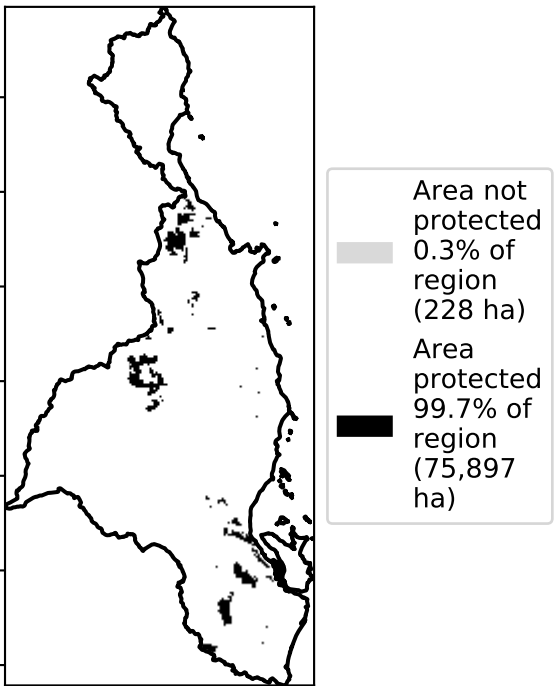 Area not
protected
0.3% of
region
(228 ha)
Area
protected
99.7% of
region
(75,897
ha)